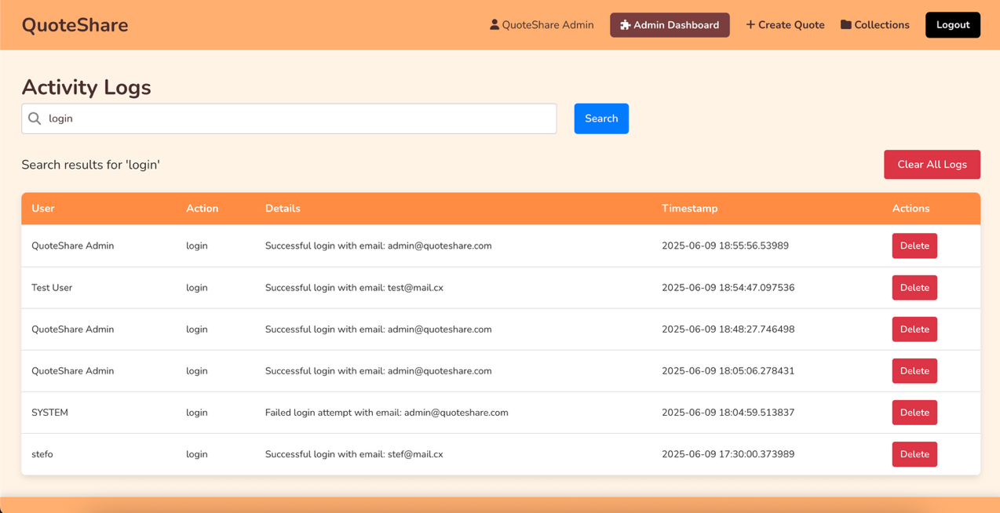 QuoteShare
QuoteShare Admin Admin Dashboard + Create Quote Collections Logout
Activity Logs
login Search
Search results for 'login' Clear All Logs
User Action Details Timestamp Actions
QuoteShare Admin login Successful login with email: admin@quoteshare.com 2025-06-09 18:55:56.53989 Delete
Test User login Successful login with email: test@mail.cx 2025-06-09 18:54:47.097536 Delete
QuoteShare Admin login Successful login with email: admin@quoteshare.com 2025-06-09 18:48:27.746498 Delete
QuoteShare Admin login Successful login with email: admin@quoteshare.com 2025-06-09 18:05:06.278431 Delete
SYSTEM login Failed login attempt with email: admin@quoteshare.com 2025-06-09 18:04:59.513837 Delete
stefo login Successful login with email: stef@mail.cx 2025-06-09 17:30:00.373989 Delete